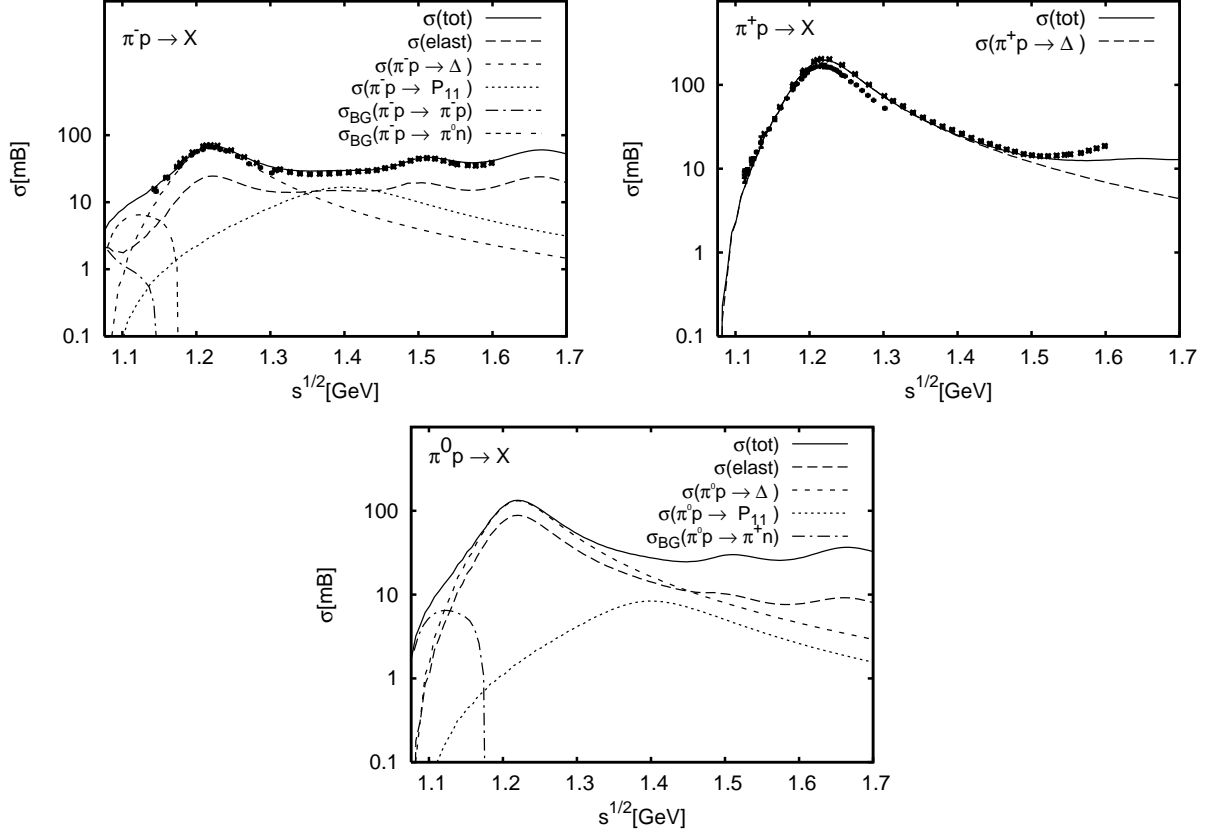 π⁻p → X
σ(tot)
σ(elast)
σ(π⁻p → Δ )
σ(π⁻p → P₁₁ )
σ_BG(π⁻p → π⁻p)
σ_BG(π⁻p → π⁰n)
100
10
1
0.1
σ[mB]
1.1 1.2 1.3 1.4 1.5 1.6 1.7
s^1/2[GeV]
π⁺p → X
σ(tot)
σ(π⁺p → Δ )
100
10
1
0.1
σ[mB]
1.1 1.2 1.3 1.4 1.5 1.6 1.7
s^1/2[GeV]
π⁰p → X
σ(tot)
σ(elast)
σ(π⁰p → Δ )
σ(π⁰p → P₁₁ )
σ_BG(π⁰p → π⁺n)
100
10
1
0.1
σ[mB]
1.1 1.2 1.3 1.4 1.5 1.6 1.7
s^1/2[GeV]